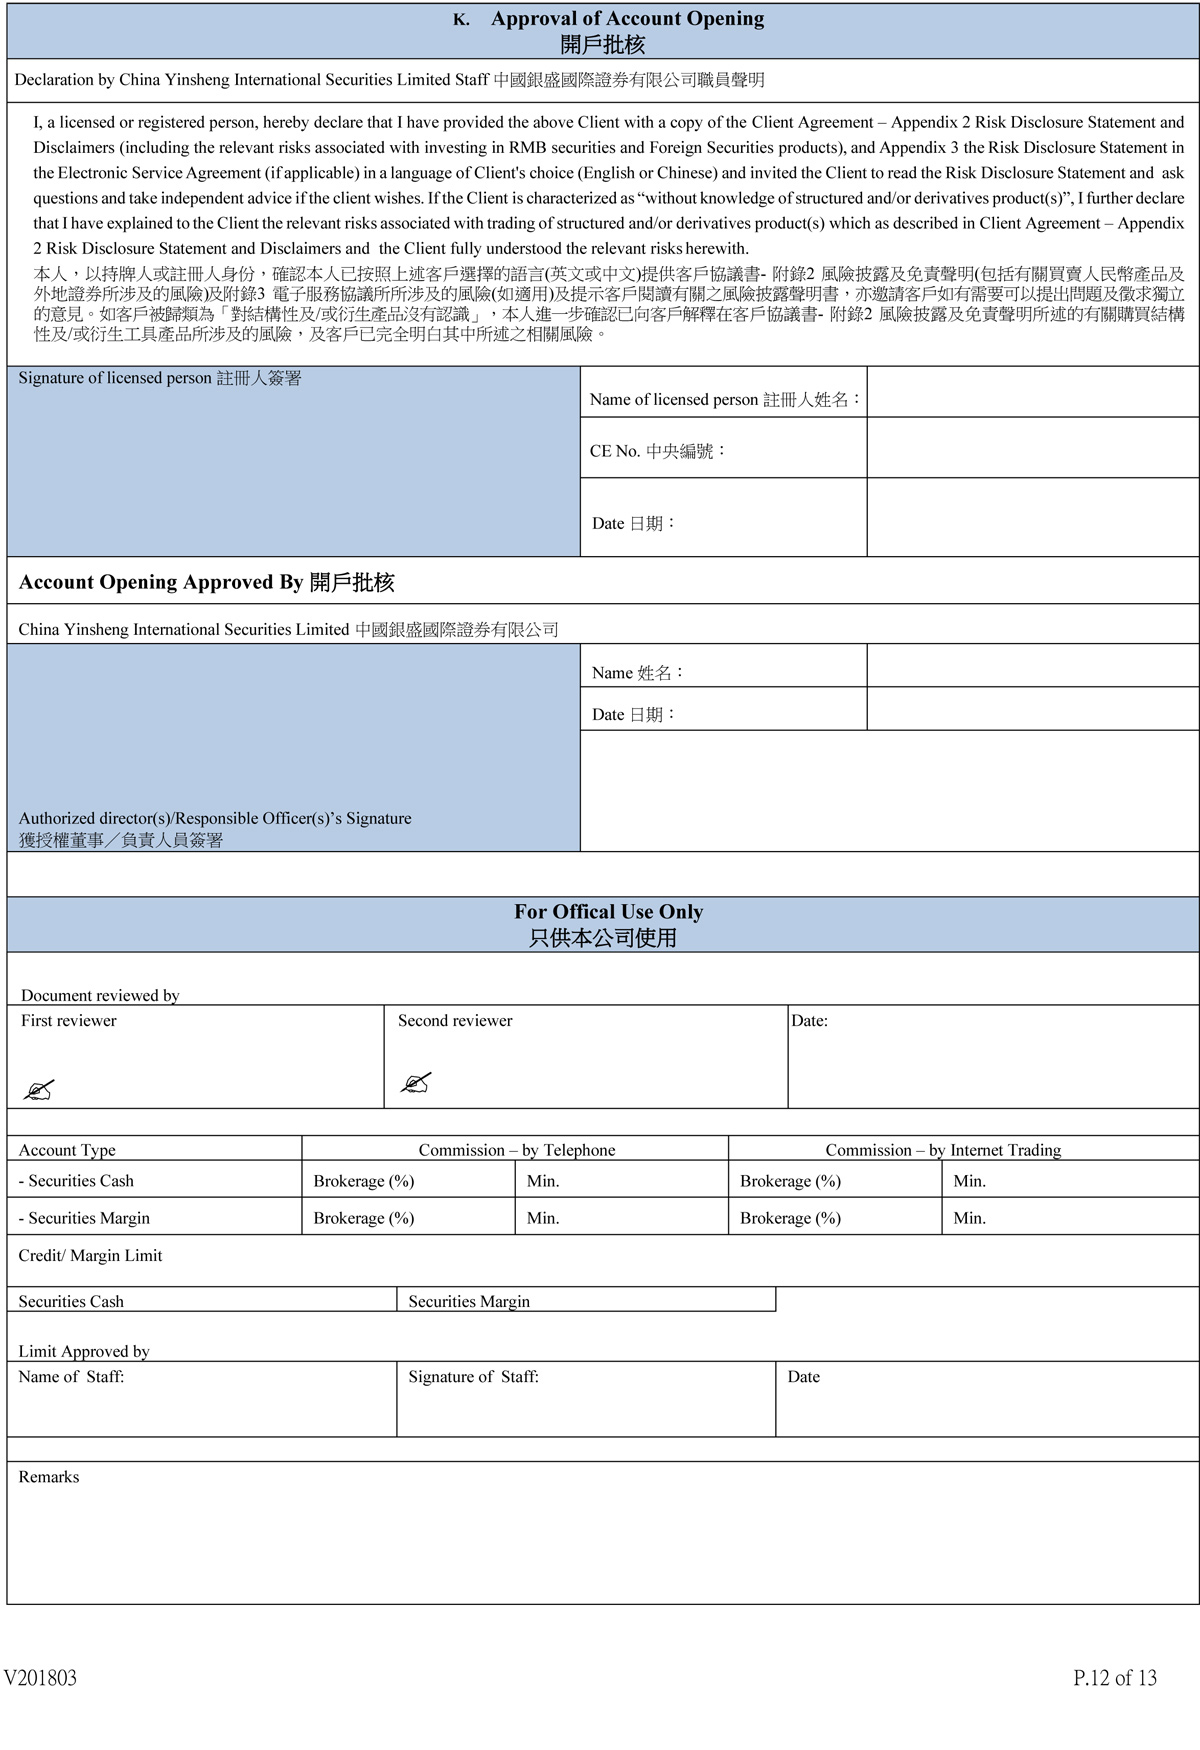 K. Approval of Account Opening
開戶批核
Declaration by China Yinsheng International Securities Limited Staff 中國銀盛國際證券有限公司職員聲明
I, a licensed or registered person, hereby declare that I have provided the above Client with a copy of the Client Agreement – Appendix 2 Risk Disclosure Statement and
Disclaimers (including the relevant risks associated with investing in RMB securities and Foreign Securities products), and Appendix 3 the Risk Disclosure Statement in
the Electronic Service Agreement (if applicable) in a language of Client's choice (English or Chinese) and invited the Client to read the Risk Disclosure Statement and ask
questions and take independent advice if the client wishes. If the Client is characterized as “without knowledge of structured and/or derivatives product(s)”, I further declare
that I have explained to the Client the relevant risks associated with trading of structured and/or derivatives product(s) which as described in Client Agreement – Appendix
2 Risk Disclosure Statement and Disclaimers and the Client fully understood the relevant risks herewith.
本人，以持牌人或註冊人身份，確認本人已按照上述客戶選擇的語言(英文或中文)提供客戶協議書- 附錄2 風險披露及免責聲明(包括有關買賣人民幣產品及
外地證券所涉及的風險)及附錄3 電子服務協議所所涉及的風險(如適用)及提示客戶閱讀有關之風險披露聲明書，亦邀請客戶如有需要可以提出問題及徵求獨立
的意見。如客戶被歸類為「對結構性及/或衍生產品沒有認識」，本人進一步確認已向客戶解釋在客戶協議書- 附錄2 風險披露及免責聲明所述的有關購買結構
性及/或衍生工具產品所涉及的風險，及客戶已完全明白其中所述之相關風險。
Signature of licensed person 註冊人簽署
Name of licensed person 註冊人姓名：
CE No. 中央編號：
Date 日期：
Account Opening Approved By 開戶批核
China Yinsheng International Securities Limited 中國銀盛國際證券有限公司
Name 姓名：
Date 日期：
Authorized director(s)/Responsible Officer(s)’s Signature
獲授權董事／負責人員簽署
For Offical Use Only
只供本公司使用
Document reviewed by
First reviewer
Second reviewer
Date:
Account Type
Commission – by Telephone
Commission – by Internet Trading
- Securities Cash
Brokerage (%)
Min.
Brokerage (%)
Min.
- Securities Margin
Brokerage (%)
Min.
Brokerage (%)
Min.
Credit/ Margin Limit
Securities Cash
Securities Margin
Limit Approved by
Name of Staff:
Signature of Staff:
Date
Remarks
V201803
P.12 of 13